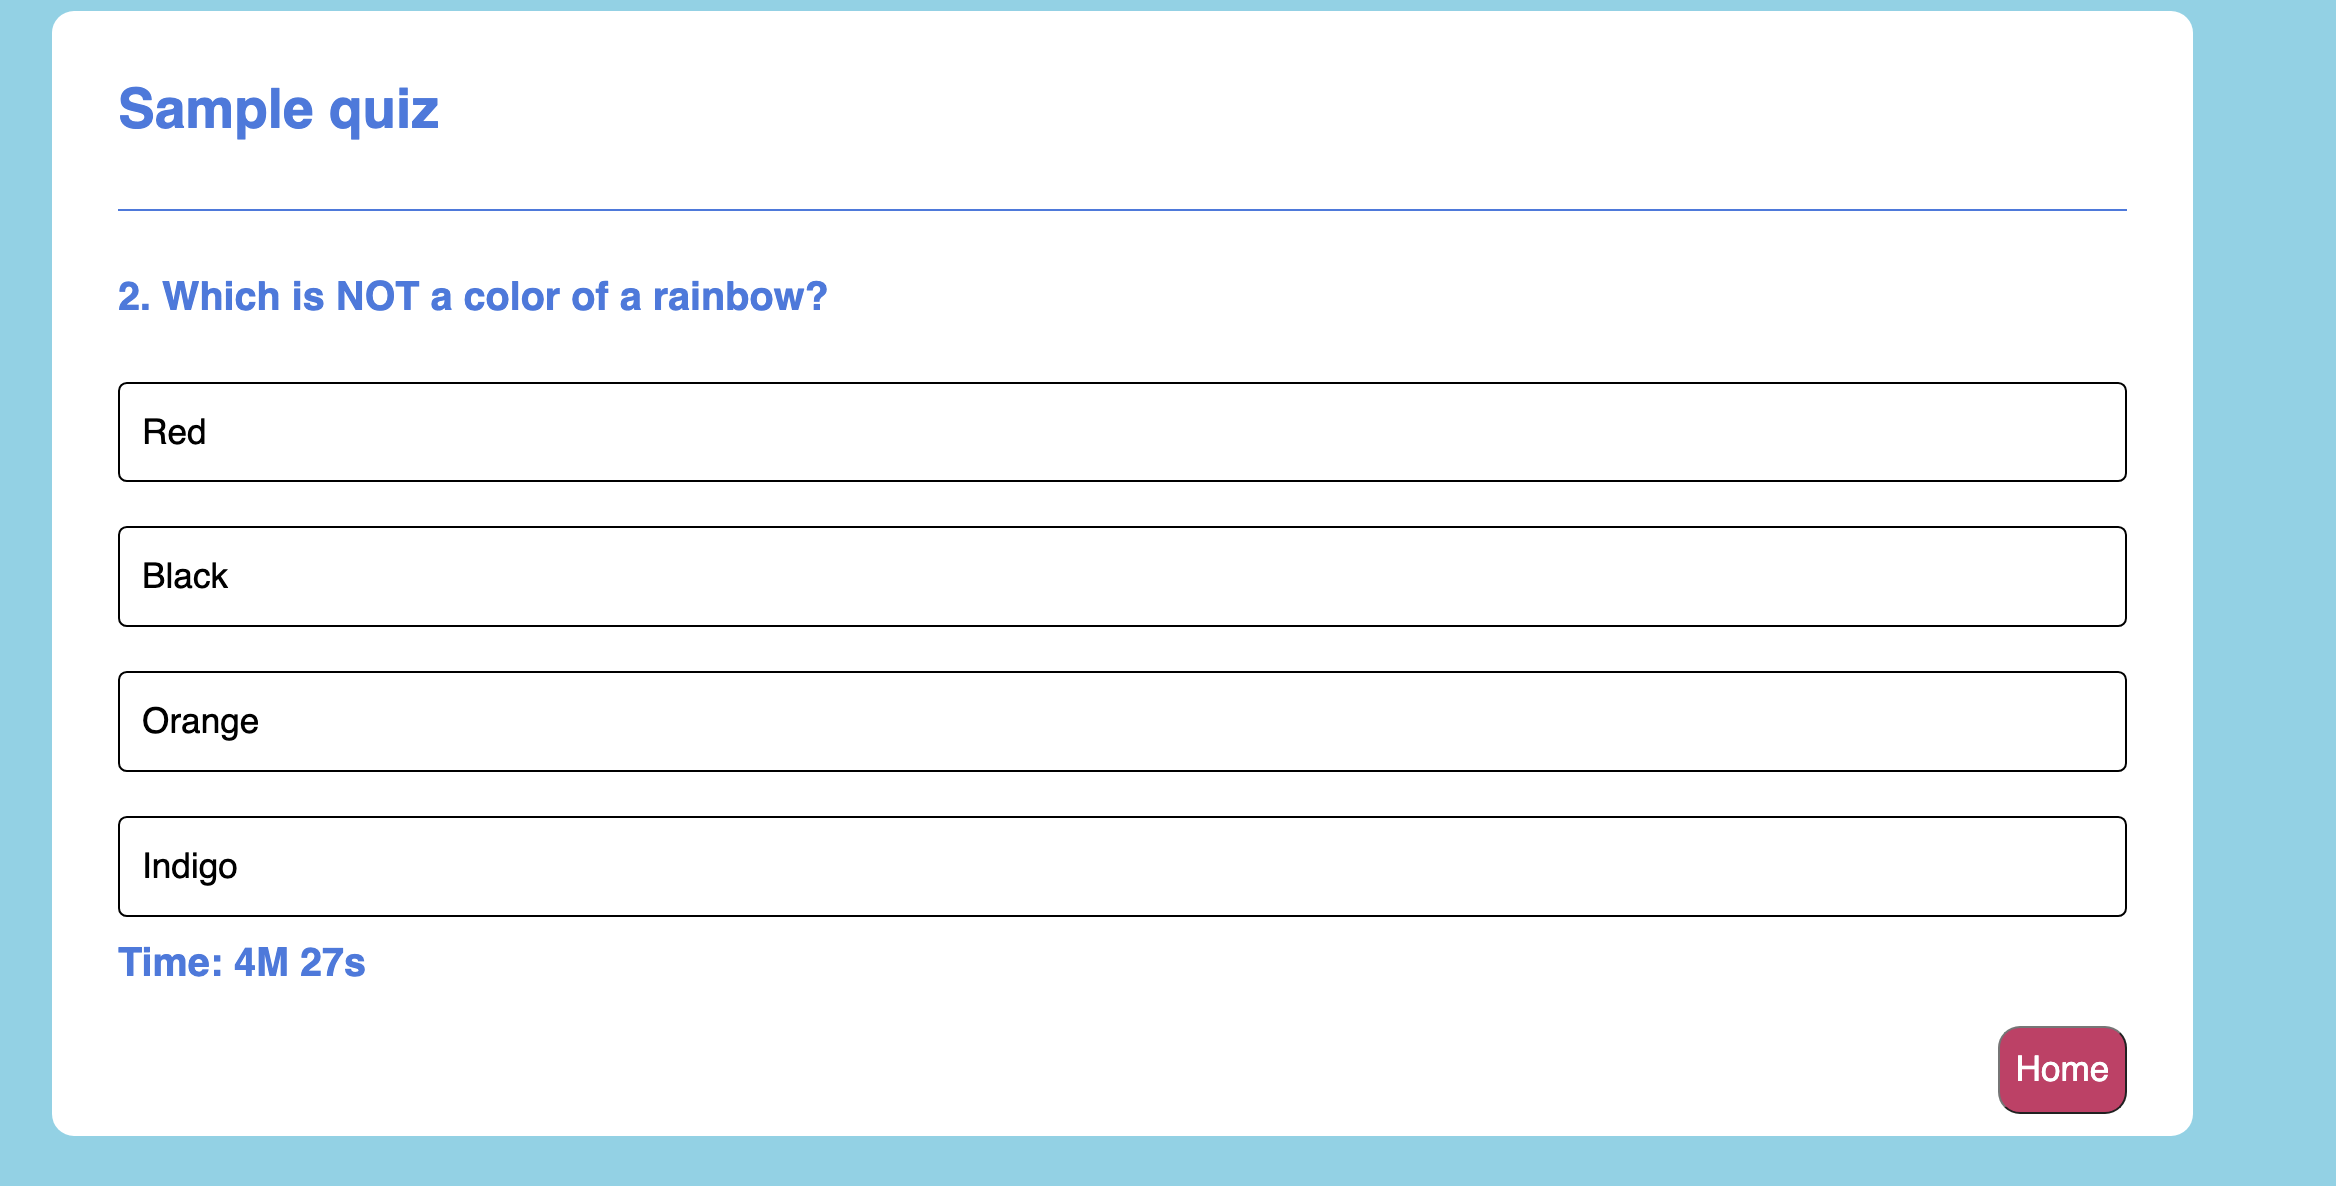 Sample quiz
2. Which is NOT a color of a rainbow?
Red
Black
Orange
Indigo
Time: 4M 27s
Home